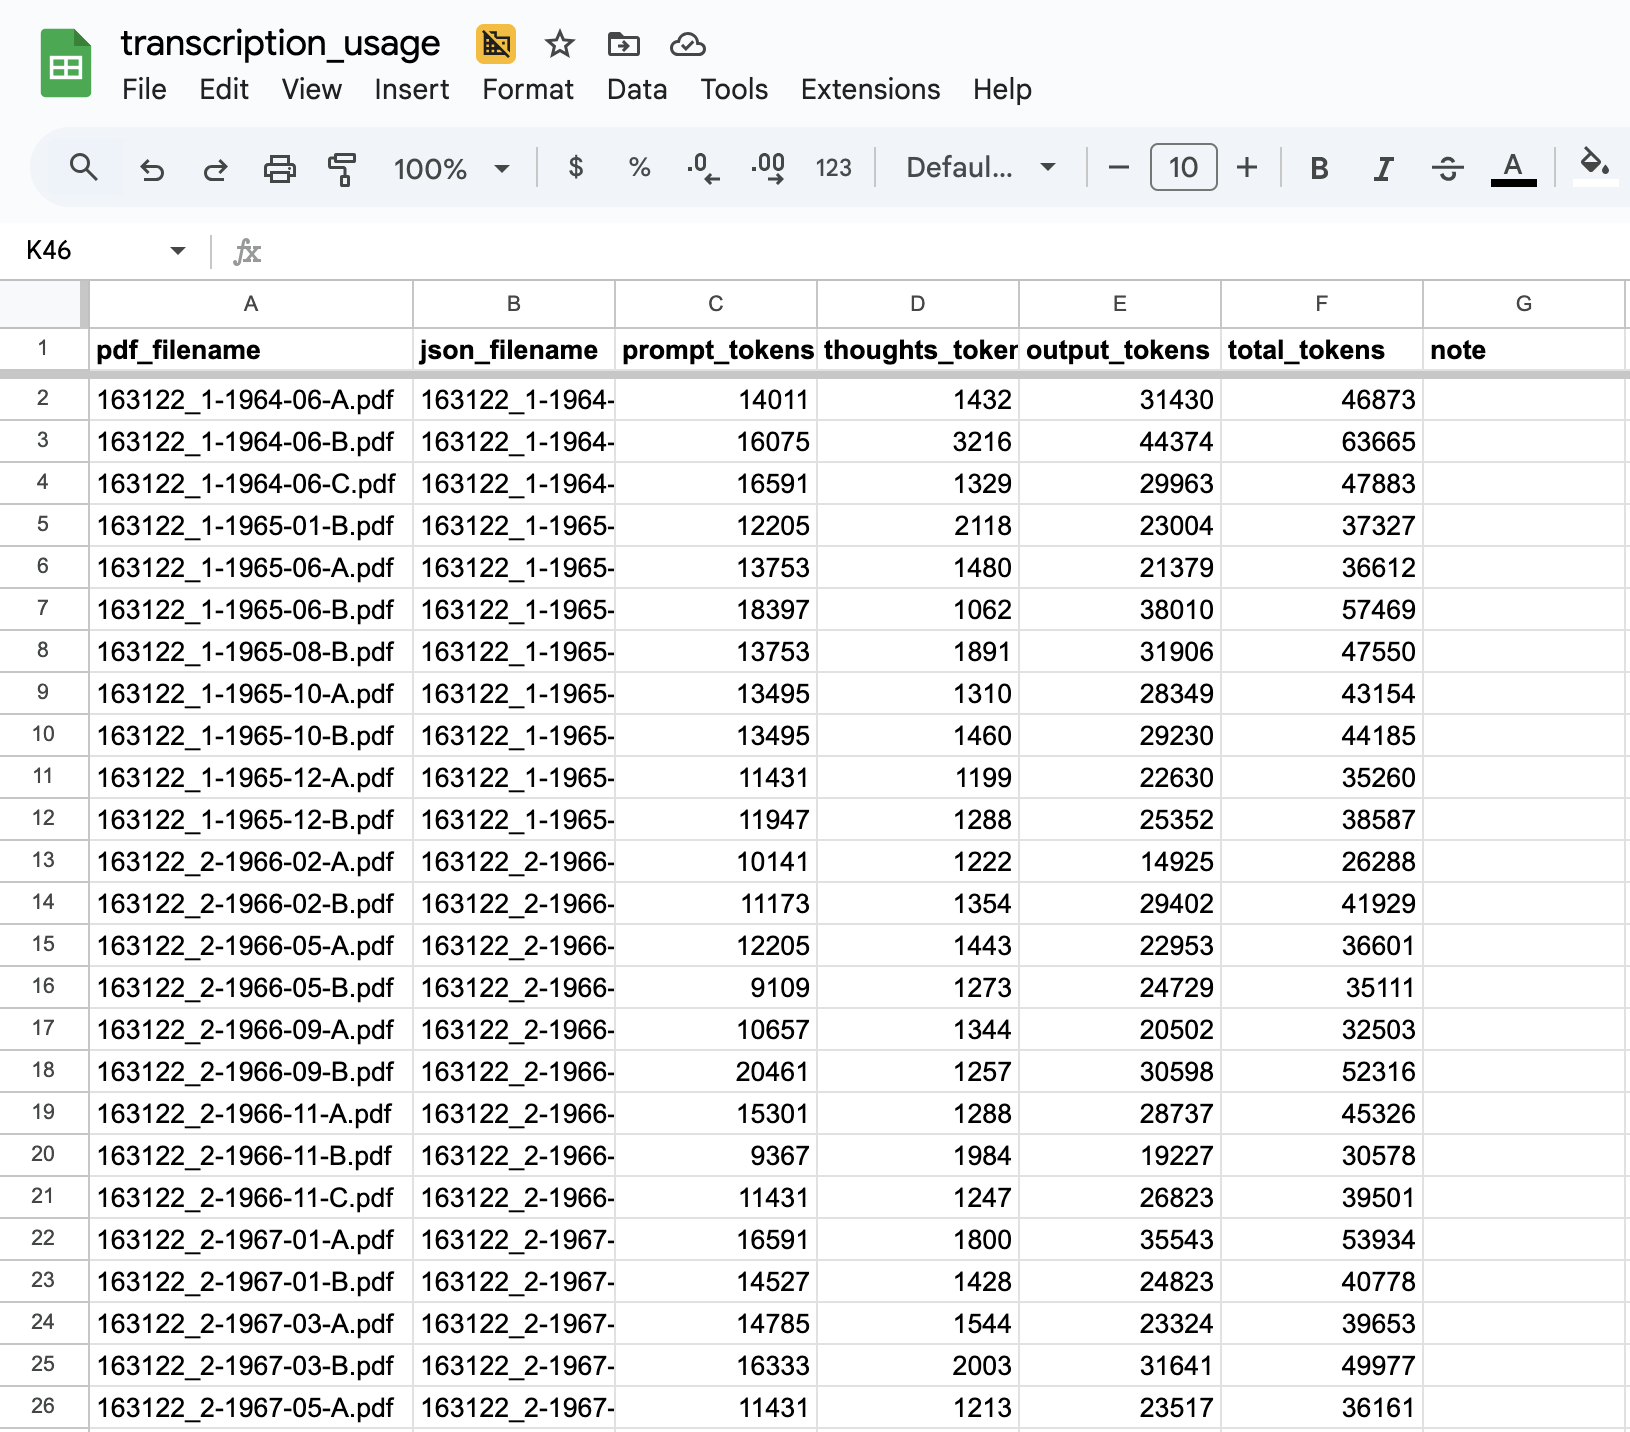 transcription_usage
File Edit View Insert Format Data Tools Extensions Help
100% $ % .0 .00 123 Defaul... − 10 + B I S A
K46 fx
A B C D E F G
1 pdf_filename json_filename prompt_tokens thoughts_token output_tokens total_tokens note
2 163122_1-1964-06-A.pdf 163122_1-1964- 14011 1432 31430 46873
3 163122_1-1964-06-B.pdf 163122_1-1964- 16075 3216 44374 63665
4 163122_1-1964-06-C.pdf 163122_1-1964- 16591 1329 29963 47883
5 163122_1-1965-01-B.pdf 163122_1-1965- 12205 2118 23004 37327
6 163122_1-1965-06-A.pdf 163122_1-1965- 13753 1480 21379 36612
7 163122_1-1965-06-B.pdf 163122_1-1965- 18397 1062 38010 57469
8 163122_1-1965-08-B.pdf 163122_1-1965- 13753 1891 31906 47550
9 163122_1-1965-10-A.pdf 163122_1-1965- 13495 1310 28349 43154
10 163122_1-1965-10-B.pdf 163122_1-1965- 13495 1460 29230 44185
11 163122_1-1965-12-A.pdf 163122_1-1965- 11431 1199 22630 35260
12 163122_1-1965-12-B.pdf 163122_1-1965- 11947 1288 25352 38587
13 163122_2-1966-02-A.pdf 163122_2-1966- 10141 1222 14925 26288
14 163122_2-1966-02-B.pdf 163122_2-1966- 11173 1354 29402 41929
15 163122_2-1966-05-A.pdf 163122_2-1966- 12205 1443 22953 36601
16 163122_2-1966-05-B.pdf 163122_2-1966- 9109 1273 24729 35111
17 163122_2-1966-09-A.pdf 163122_2-1966- 10657 1344 20502 32503
18 163122_2-1966-09-B.pdf 163122_2-1966- 20461 1257 30598 52316
19 163122_2-1966-11-A.pdf 163122_2-1966- 15301 1288 28737 45326
20 163122_2-1966-11-B.pdf 163122_2-1966- 9367 1984 19227 30578
21 163122_2-1966-11-C.pdf 163122_2-1966- 11431 1247 26823 39501
22 163122_2-1967-01-A.pdf 163122_2-1967- 16591 1800 35543 53934
23 163122_2-1967-01-B.pdf 163122_2-1967- 14527 1428 24823 40778
24 163122_2-1967-03-A.pdf 163122_2-1967- 14785 1544 23324 39653
25 163122_2-1967-03-B.pdf 163122_2-1967- 16333 2003 31641 49977
26 163122_2-1967-05-A.pdf 163122_2-1967- 11431 1213 23517 36161